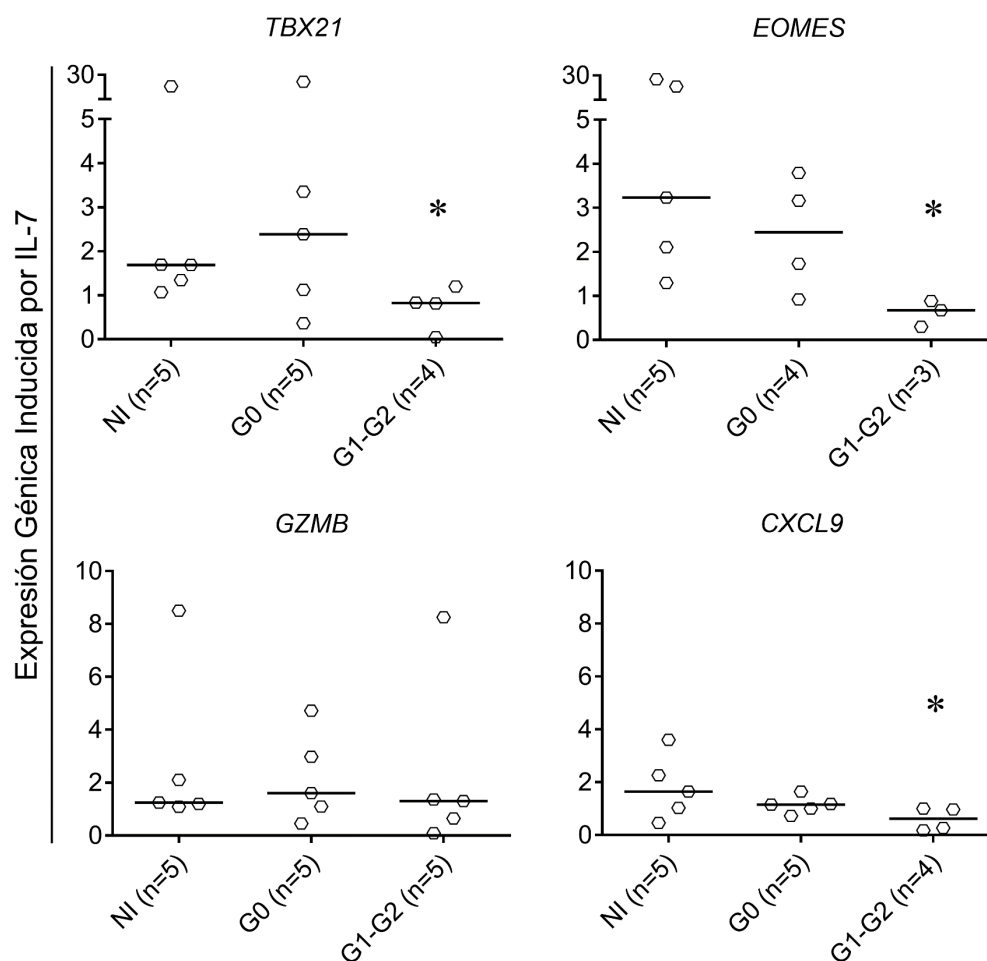 TBX21
EOMES
Expresión Génica Inducida por IL-7
30
5
4
3
2
1
0
*
NI (n=5)
G0 (n=5)
G1-G2 (n=4)
30
5
4
3
2
1
0
*
NI (n=5)
G0 (n=4)
G1-G2 (n=3)
GZMB
CXCL9
10
8
6
4
2
0
NI (n=5)
G0 (n=5)
G1-G2 (n=5)
10
8
6
4
2
0
*
NI (n=5)
G0 (n=5)
G1-G2 (n=4)